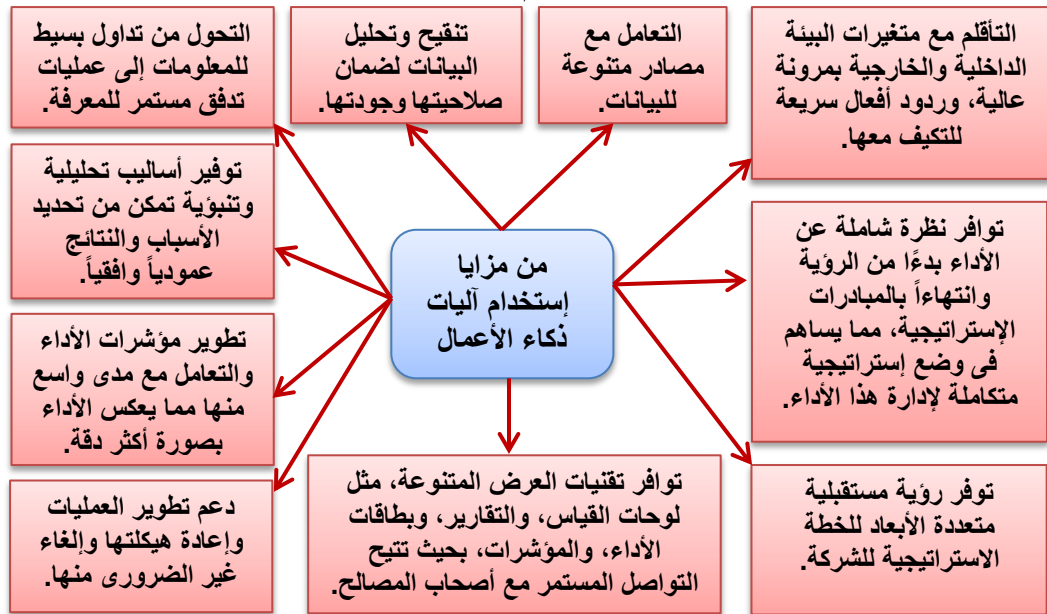 التأقلم مع متغيرات البيئة
الداخلية والخارجية بمرونة
عالية، وردود أفعال سريعة
للتكيف معها.
التعامل مع
مصادر متنوعة
للبيانات.
تنقيح وتحليل
البيانات لضمان
صلاحيتها وجودتها.
التحول من تداول بسيط
للمعلومات إلى عمليات
تدفق مستمر للمعرفة.
توافر نظرة شاملة عن
الأداء بدءًا من الرؤية
وانتهاءاً بالمبادرات
الإستراتيجية، مما يساهم
فى وضع إستراتيجية
متكاملة لإدارة هذا الأداء.
من مزايا
إستخدام آليات
ذكاء الأعمال
توفير أساليب تحليلية
وتنبؤية تمكن من تحديد
الأسباب والنتائج
عمودياً وافقياً.
تطوير مؤشرات الأداء
والتعامل مع مدى واسع
منها مما يعكس الأداء
بصورة أكثر دقة.
توفر رؤية مستقبلية
متعددة الأبعاد للخطة
الاستراتيجية للشركة.
توافر تقنيات العرض المتنوعة، مثل
لوحات القياس، والتقارير، وبطاقات
الأداء، والمؤشرات، بحيث تتيح
التواصل المستمر مع أصحاب المصالح.
دعم تطوير العمليات
وإعادة هيكلتها وإلغاء
غير الضرورى منها.